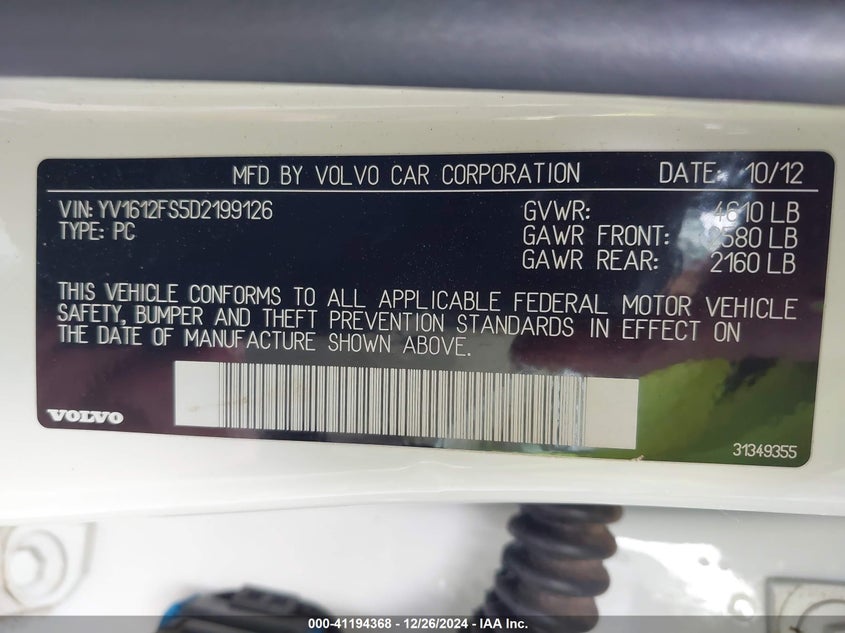 MFD BY VOLVO CAR CORPORATION DATE: 10/12
VIN: YV1612FS5D2199126 GVWR: 4610 LB
TYPE: PC GAWR FRONT: 2580 LB
GAWR REAR: 2160 LB
THIS VEHICLE CONFORMS TO ALL APPLICABLE FEDERAL MOTOR VEHICLE
SAFETY, BUMPER AND THEFT PREVENTION STANDARDS IN EFFECT ON
THE DATE OF MANUFACTURE SHOWN ABOVE.
VOLVO
31349355
000-41194368 - 12/26/2024 - IAA Inc.